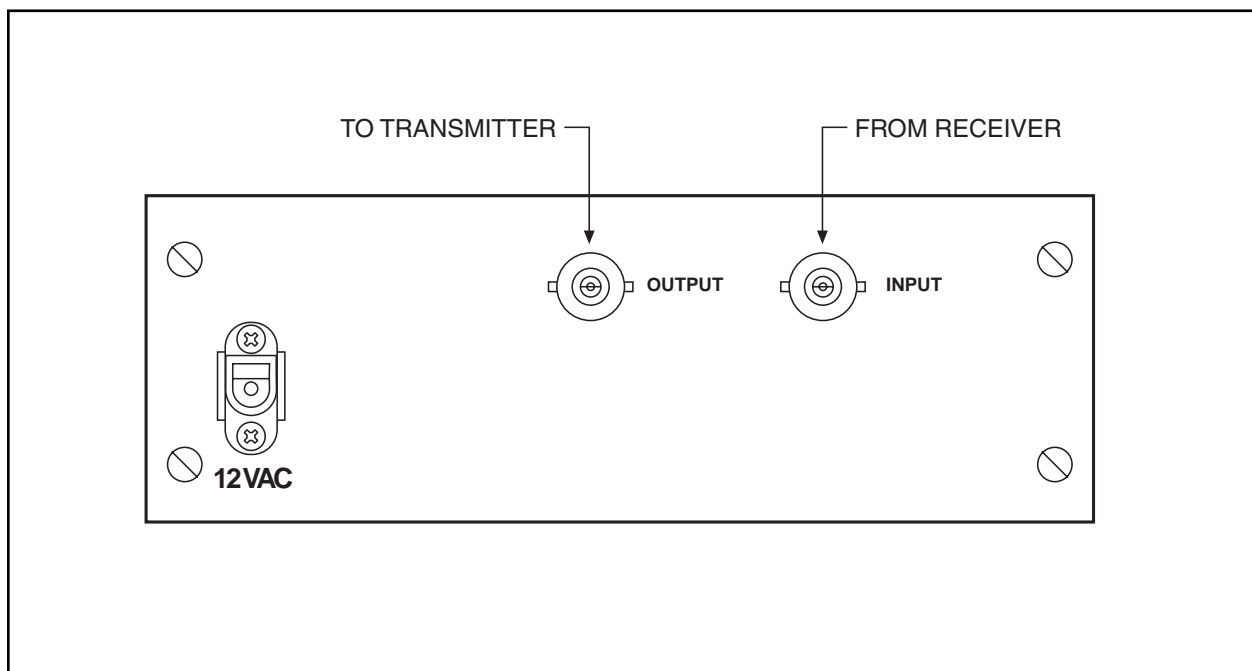 TO TRANSMITTER
FROM RECEIVER
OUTPUT
INPUT
12VAC